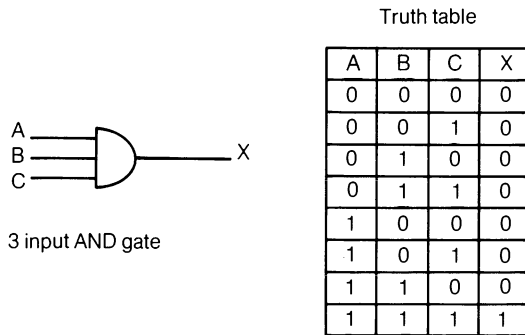 Truth table
A B C X
0 0 0 0
0 0 1 0
0 1 0 0
0 1 1 0
1 0 0 0
1 0 1 0
1 1 0 0
1 1 1 1
A
B
C
X
3 input AND gate